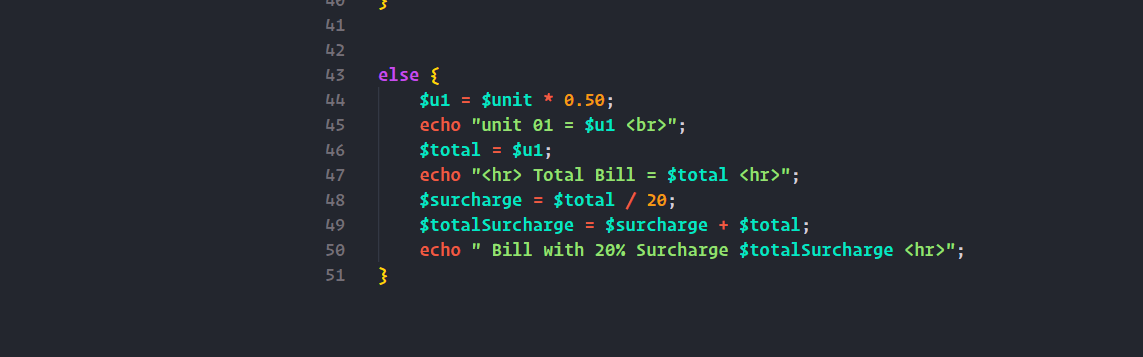 40 }
41
42
43 else {
44 $u1 = $unit * 0.50;
45 echo "unit 01 = $u1 <br>";
46 $total = $u1;
47 echo "<hr> Total Bill = $total <hr>";
48 $surcharge = $total / 20;
49 $totalSurcharge = $surcharge + $total;
50 echo " Bill with 20% Surcharge $totalSurcharge <hr>";
51 }